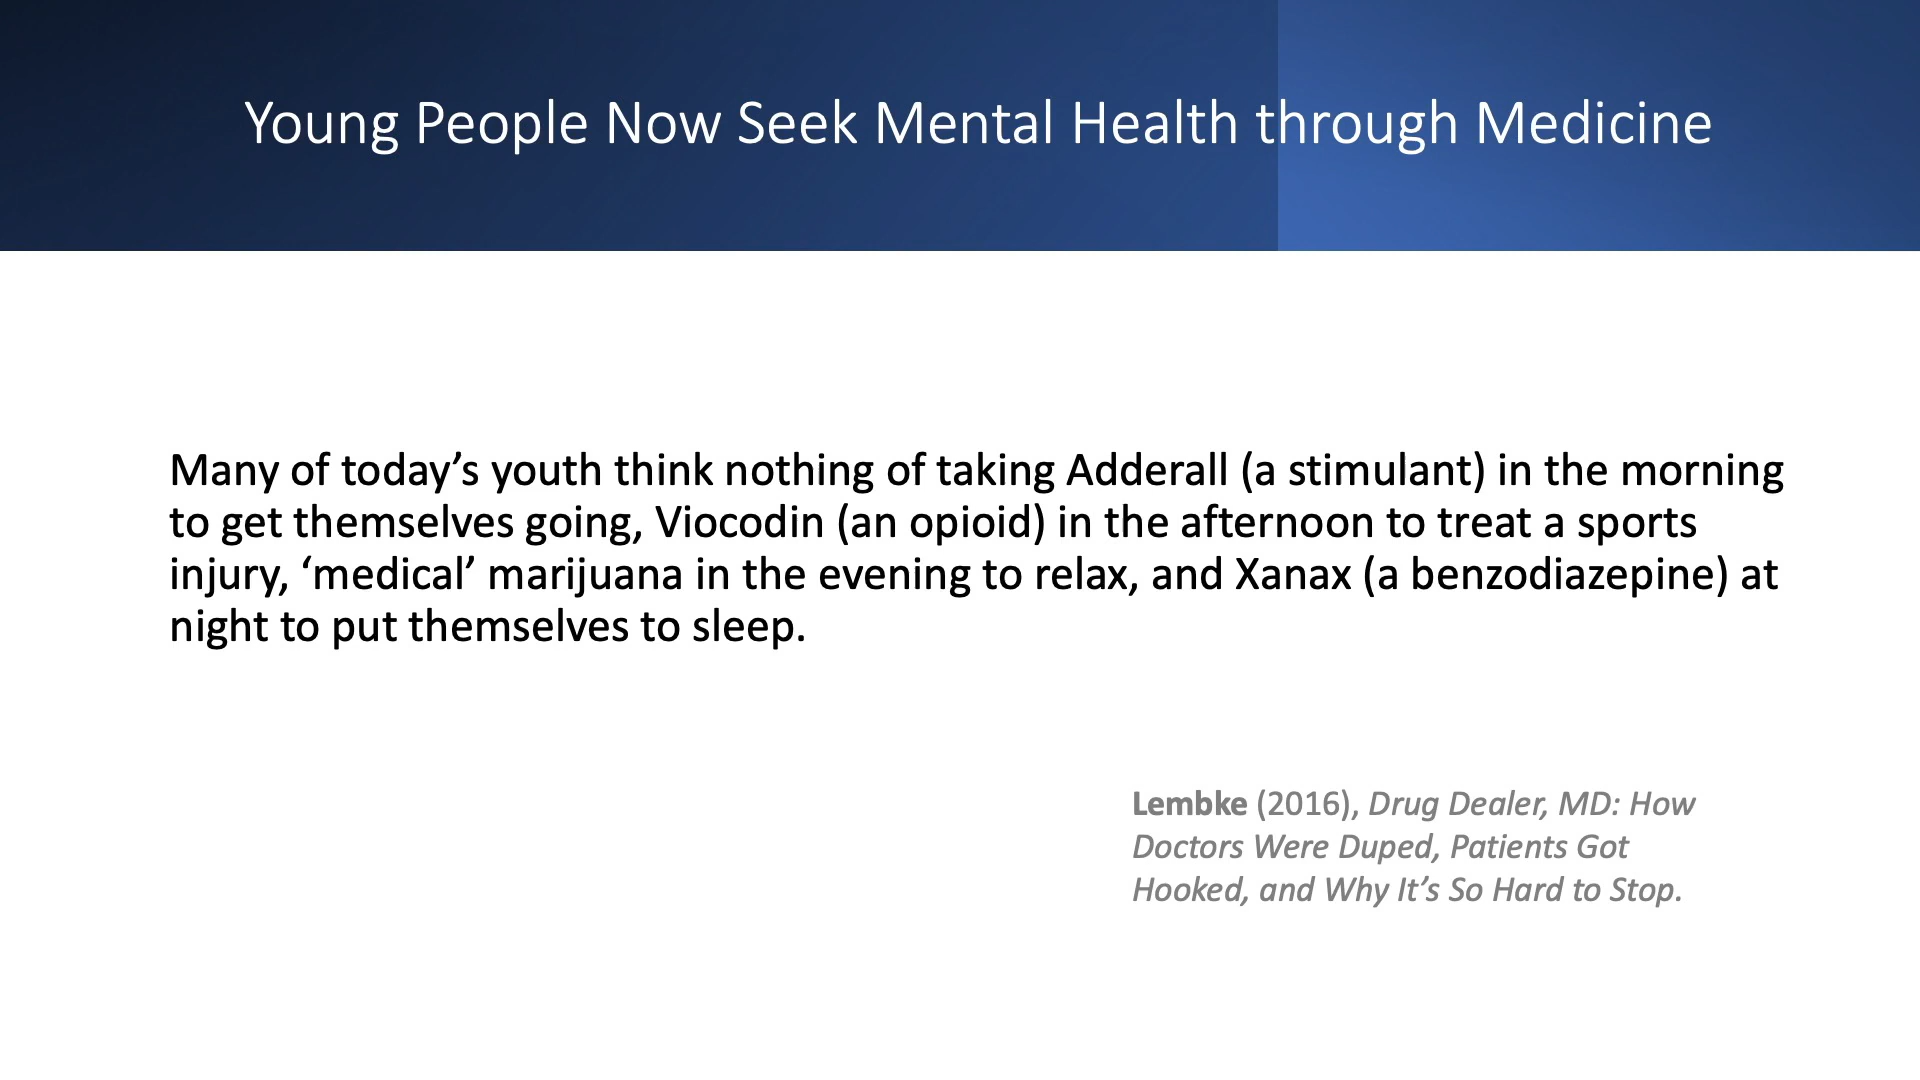 Young People Now Seek Mental Health through Medicine
Many of today’s youth think nothing of taking Adderall (a stimulant) in the morning
to get themselves going, Viocodin (an opioid) in the afternoon to treat a sports
injury, ‘medical’ marijuana in the evening to relax, and Xanax (a benzodiazepine) at
night to put themselves to sleep.
Lembke (2016), Drug Dealer, MD: How
Doctors Were Duped, Patients Got
Hooked, and Why It’s So Hard to Stop.